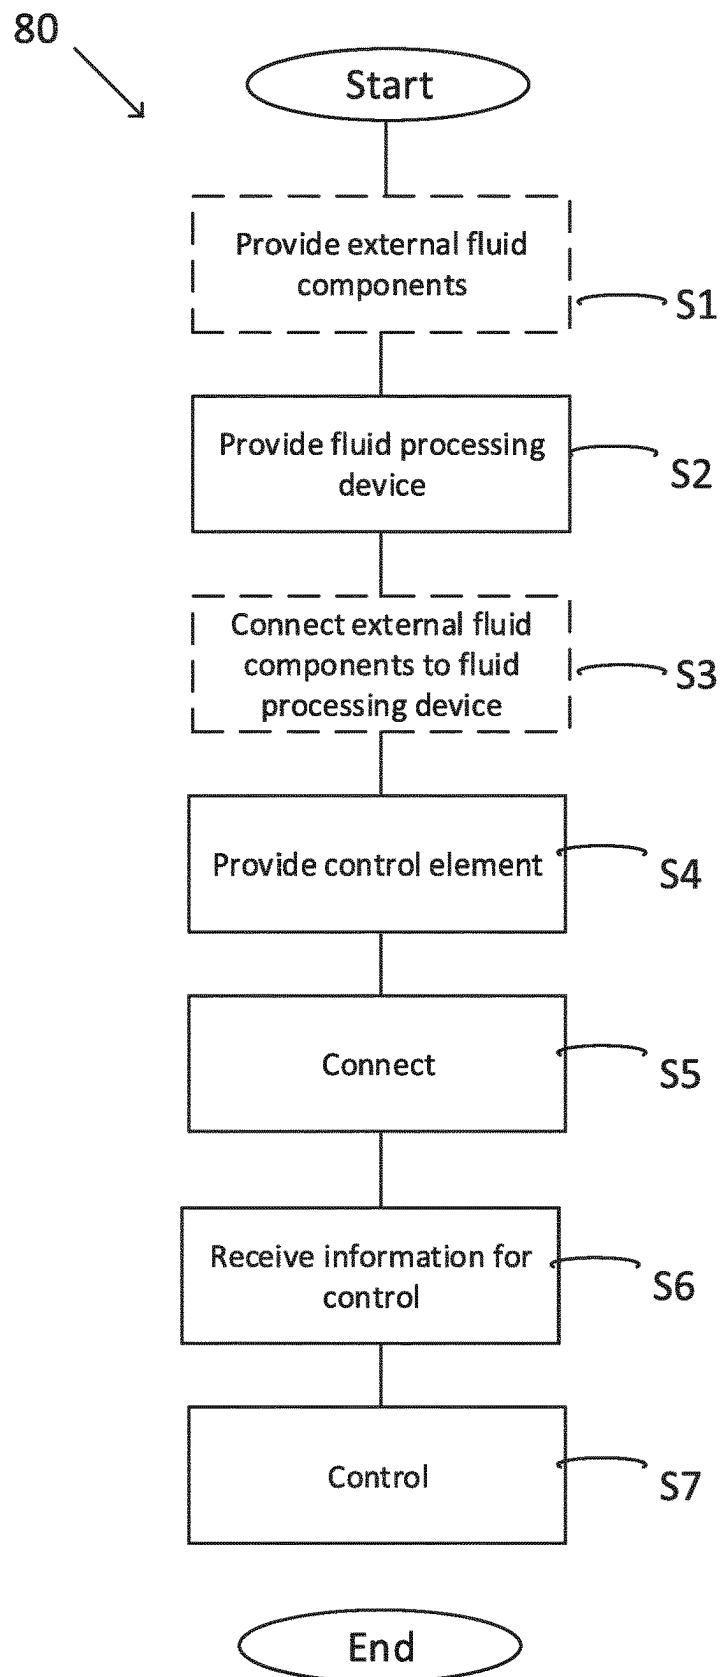 80
Start
Provide external fluid
components
S1
Provide fluid processing
device
S2
Connect external fluid
components to fluid
processing device
S3
Provide control element
S4
Connect
S5
Receive information for
control
S6
Control
S7
End